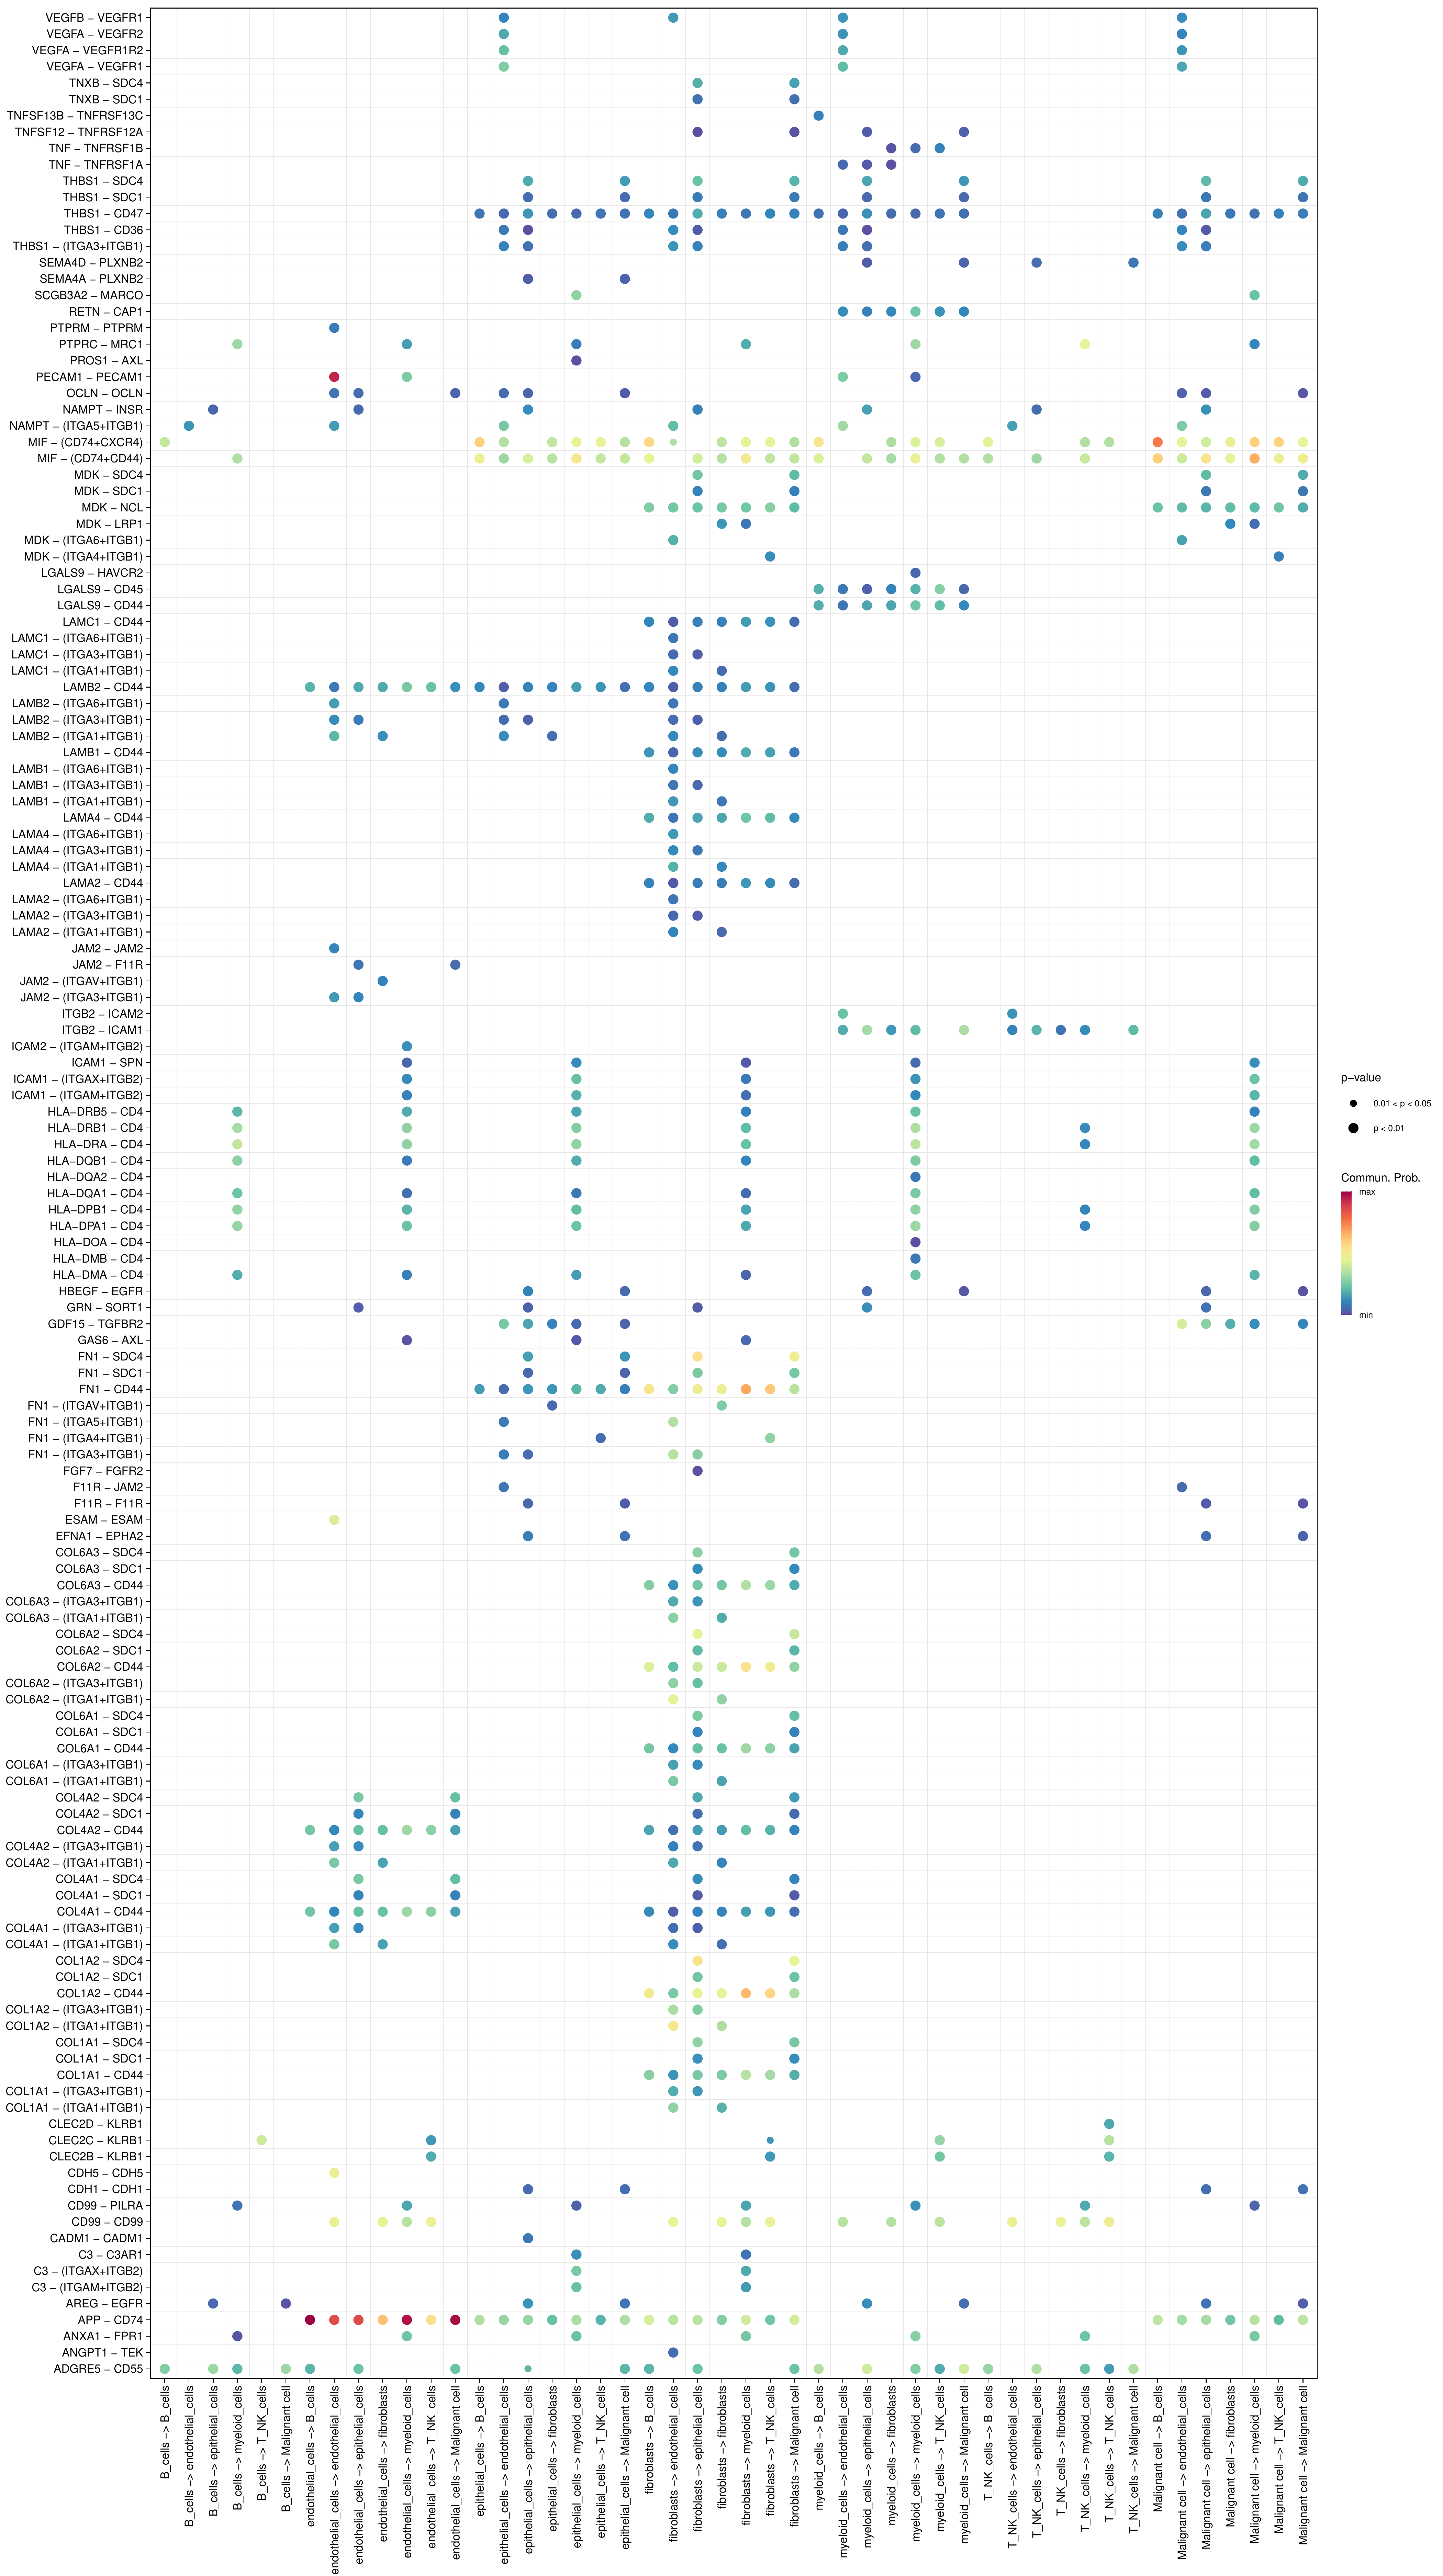 VEGFB – VEGFR1
VEGFA – VEGFR2
VEGFA – VEGFR1R2
VEGFA – VEGFR1
TNXB – SDC4
TNXB – SDC1
TNFSF13B – TNFRSF13C
TNFSF12 – TNFRSF12A
TNF – TNFRSF1B
TNF – TNFRSF1A
THBS1 – SDC4
THBS1 – SDC1
THBS1 – CD47
THBS1 – CD36
THBS1 – (ITGA3+ITGB1)
SEMA4D – PLXNB2
SEMA4A – PLXNB2
SCGB3A2 – MARCO
RETN – CAP1
PTPRM – PTPRM
PTPRC – MRC1
PROS1 – AXL
PECAM1 – PECAM1
OCLN – OCLN
NAMPT – INSR
NAMPT – (ITGA5+ITGB1)
MIF – (CD74+CXCR4)
MIF – (CD74+CD44)
MDK – SDC4
MDK – SDC1
MDK – NCL
MDK – LRP1
MDK – (ITGA6+ITGB1)
MDK – (ITGA4+ITGB1)
LGALS9 – HAVCR2
LGALS9 – CD45
LGALS9 – CD44
LAMC1 – CD44
LAMC1 – (ITGA6+ITGB1)
LAMC1 – (ITGA3+ITGB1)
LAMC1 – (ITGA1+ITGB1)
LAMB2 – CD44
LAMB2 – (ITGA6+ITGB1)
LAMB2 – (ITGA3+ITGB1)
LAMB2 – (ITGA1+ITGB1)
LAMB1 – CD44
LAMB1 – (ITGA6+ITGB1)
LAMB1 – (ITGA3+ITGB1)
LAMB1 – (ITGA1+ITGB1)
LAMA4 – CD44
LAMA4 – (ITGA6+ITGB1)
LAMA4 – (ITGA3+ITGB1)
LAMA4 – (ITGA1+ITGB1)
LAMA2 – CD44
LAMA2 – (ITGA6+ITGB1)
LAMA2 – (ITGA3+ITGB1)
LAMA2 – (ITGA1+ITGB1)
JAM2 – JAM2
JAM2 – F11R
JAM2 – (ITGAV+ITGB1)
JAM2 – (ITGA3+ITGB1)
ITGB2 – ICAM2
ITGB2 – ICAM1
ICAM2 – (ITGAM+ITGB2)
ICAM1 – SPN
ICAM1 – (ITGAX+ITGB2)
ICAM1 – (ITGAM+ITGB2)
HLA–DRB5 – CD4
HLA–DRB1 – CD4
HLA–DRA – CD4
HLA–DQB1 – CD4
HLA–DQA2 – CD4
HLA–DQA1 – CD4
HLA–DPB1 – CD4
HLA–DPA1 – CD4
HLA–DOA – CD4
HLA–DMB – CD4
HLA–DMA – CD4
HBEGF – EGFR
GRN – SORT1
GDF15 – TGFBR2
GAS6 – AXL
FN1 – SDC4
FN1 – SDC1
FN1 – CD44
FN1 – (ITGAV+ITGB1)
FN1 – (ITGA5+ITGB1)
FN1 – (ITGA4+ITGB1)
FN1 – (ITGA3+ITGB1)
FGF7 – FGFR2
F11R – JAM2
F11R – F11R
ESAM – ESAM
EFNA1 – EPHA2
COL6A3 – SDC4
COL6A3 – SDC1
COL6A3 – CD44
COL6A3 – (ITGA3+ITGB1)
COL6A3 – (ITGA1+ITGB1)
COL6A2 – SDC4
COL6A2 – SDC1
COL6A2 – CD44
COL6A2 – (ITGA3+ITGB1)
COL6A2 – (ITGA1+ITGB1)
COL6A1 – SDC4
COL6A1 – SDC1
COL6A1 – CD44
COL6A1 – (ITGA3+ITGB1)
COL6A1 – (ITGA1+ITGB1)
COL4A2 – SDC4
COL4A2 – SDC1
COL4A2 – CD44
COL4A2 – (ITGA3+ITGB1)
COL4A2 – (ITGA1+ITGB1)
COL4A1 – SDC4
COL4A1 – SDC1
COL4A1 – CD44
COL4A1 – (ITGA3+ITGB1)
COL4A1 – (ITGA1+ITGB1)
COL1A2 – SDC4
COL1A2 – SDC1
COL1A2 – CD44
COL1A2 – (ITGA3+ITGB1)
COL1A2 – (ITGA1+ITGB1)
COL1A1 – SDC4
COL1A1 – SDC1
COL1A1 – CD44
COL1A1 – (ITGA3+ITGB1)
COL1A1 – (ITGA1+ITGB1)
CLEC2D – KLRB1
CLEC2C – KLRB1
CLEC2B – KLRB1
CDH5 – CDH5
CDH1 – CDH1
CD99 – PILRA
CD99 – CD99
CADM1 – CADM1
C3 – C3AR1
C3 – (ITGAX+ITGB2)
C3 – (ITGAM+ITGB2)
AREG – EGFR
APP – CD74
ANXA1 – FPR1
ANGPT1 – TEK
ADGRE5 – CD55
B_cells –> B_cells
B_cells –> endothelial_cells
B_cells –> epithelial_cells
B_cells –> myeloid_cells
B_cells –> T_NK_cells
B_cells –> Malignant cell
endothelial_cells –> B_cells
endothelial_cells –> endothelial_cells
endothelial_cells –> epithelial_cells
endothelial_cells –> fibroblasts
endothelial_cells –> myeloid_cells
endothelial_cells –> T_NK_cells
endothelial_cells –> Malignant cell
epithelial_cells –> B_cells
epithelial_cells –> endothelial_cells
epithelial_cells –> epithelial_cells
epithelial_cells –> fibroblasts
epithelial_cells –> myeloid_cells
epithelial_cells –> T_NK_cells
epithelial_cells –> Malignant cell
fibroblasts –> B_cells
fibroblasts –> endothelial_cells
fibroblasts –> epithelial_cells
fibroblasts –> fibroblasts
fibroblasts –> myeloid_cells
fibroblasts –> T_NK_cells
fibroblasts –> Malignant cell
myeloid_cells –> B_cells
myeloid_cells –> endothelial_cells
myeloid_cells –> epithelial_cells
myeloid_cells –> fibroblasts
myeloid_cells –> myeloid_cells
myeloid_cells –> T_NK_cells
myeloid_cells –> Malignant cell
T_NK_cells –> B_cells
T_NK_cells –> endothelial_cells
T_NK_cells –> epithelial_cells
T_NK_cells –> fibroblasts
T_NK_cells –> myeloid_cells
T_NK_cells –> T_NK_cells
T_NK_cells –> Malignant cell
Malignant cell –> B_cells
Malignant cell –> endothelial_cells
Malignant cell –> epithelial_cells
Malignant cell –> fibroblasts
Malignant cell –> myeloid_cells
Malignant cell –> T_NK_cells
Malignant cell –> Malignant cell
p–value
0.01 < p < 0.05
p < 0.01
Commun. Prob.
max
min